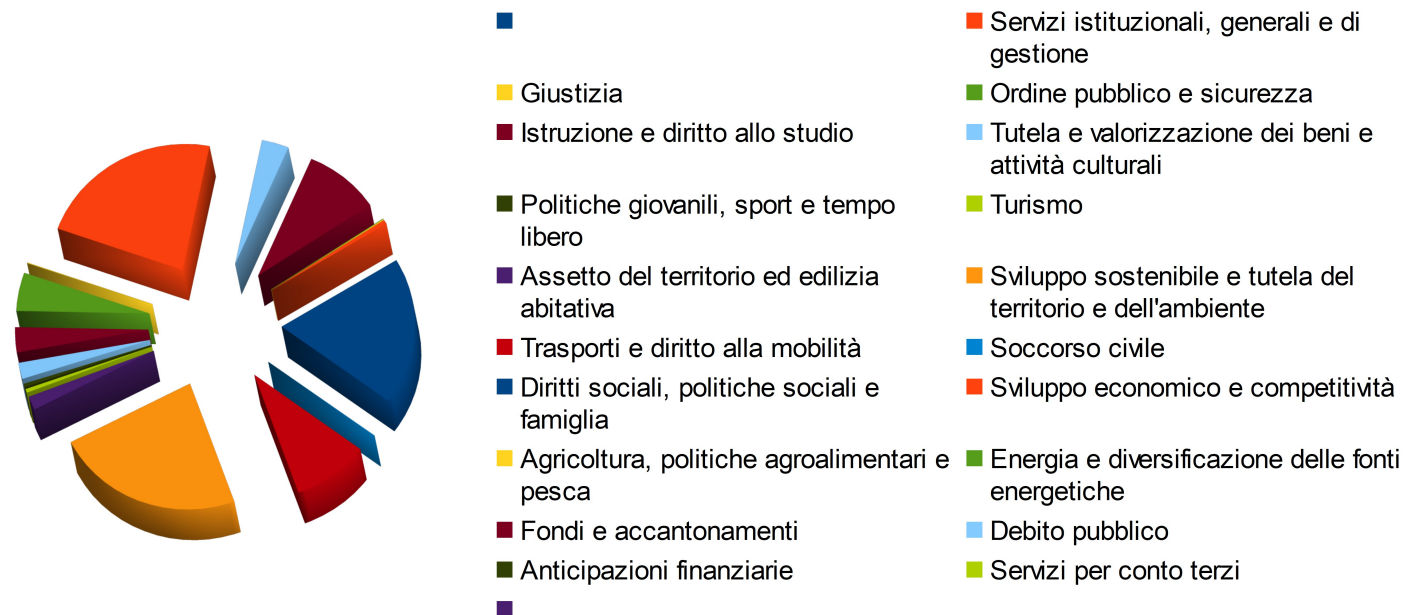 Servizi istituzionali, generali e di
gestione
Giustizia
Ordine pubblico e sicurezza
Istruzione e diritto allo studio
Tutela e valorizzazione dei beni e
attività culturali
Politiche giovanili, sport e tempo
libero
Turismo
Assetto del territorio ed edilizia
abitativa
Sviluppo sostenibile e tutela del
territorio e dell'ambiente
Trasporti e diritto alla mobilità
Soccorso civile
Diritti sociali, politiche sociali e
famiglia
Sviluppo economico e competitività
Agricoltura, politiche agroalimentari e
pesca
Energia e diversificazione delle fonti
energetiche
Fondi e accantonamenti
Debito pubblico
Anticipazioni finanziarie
Servizi per conto terzi